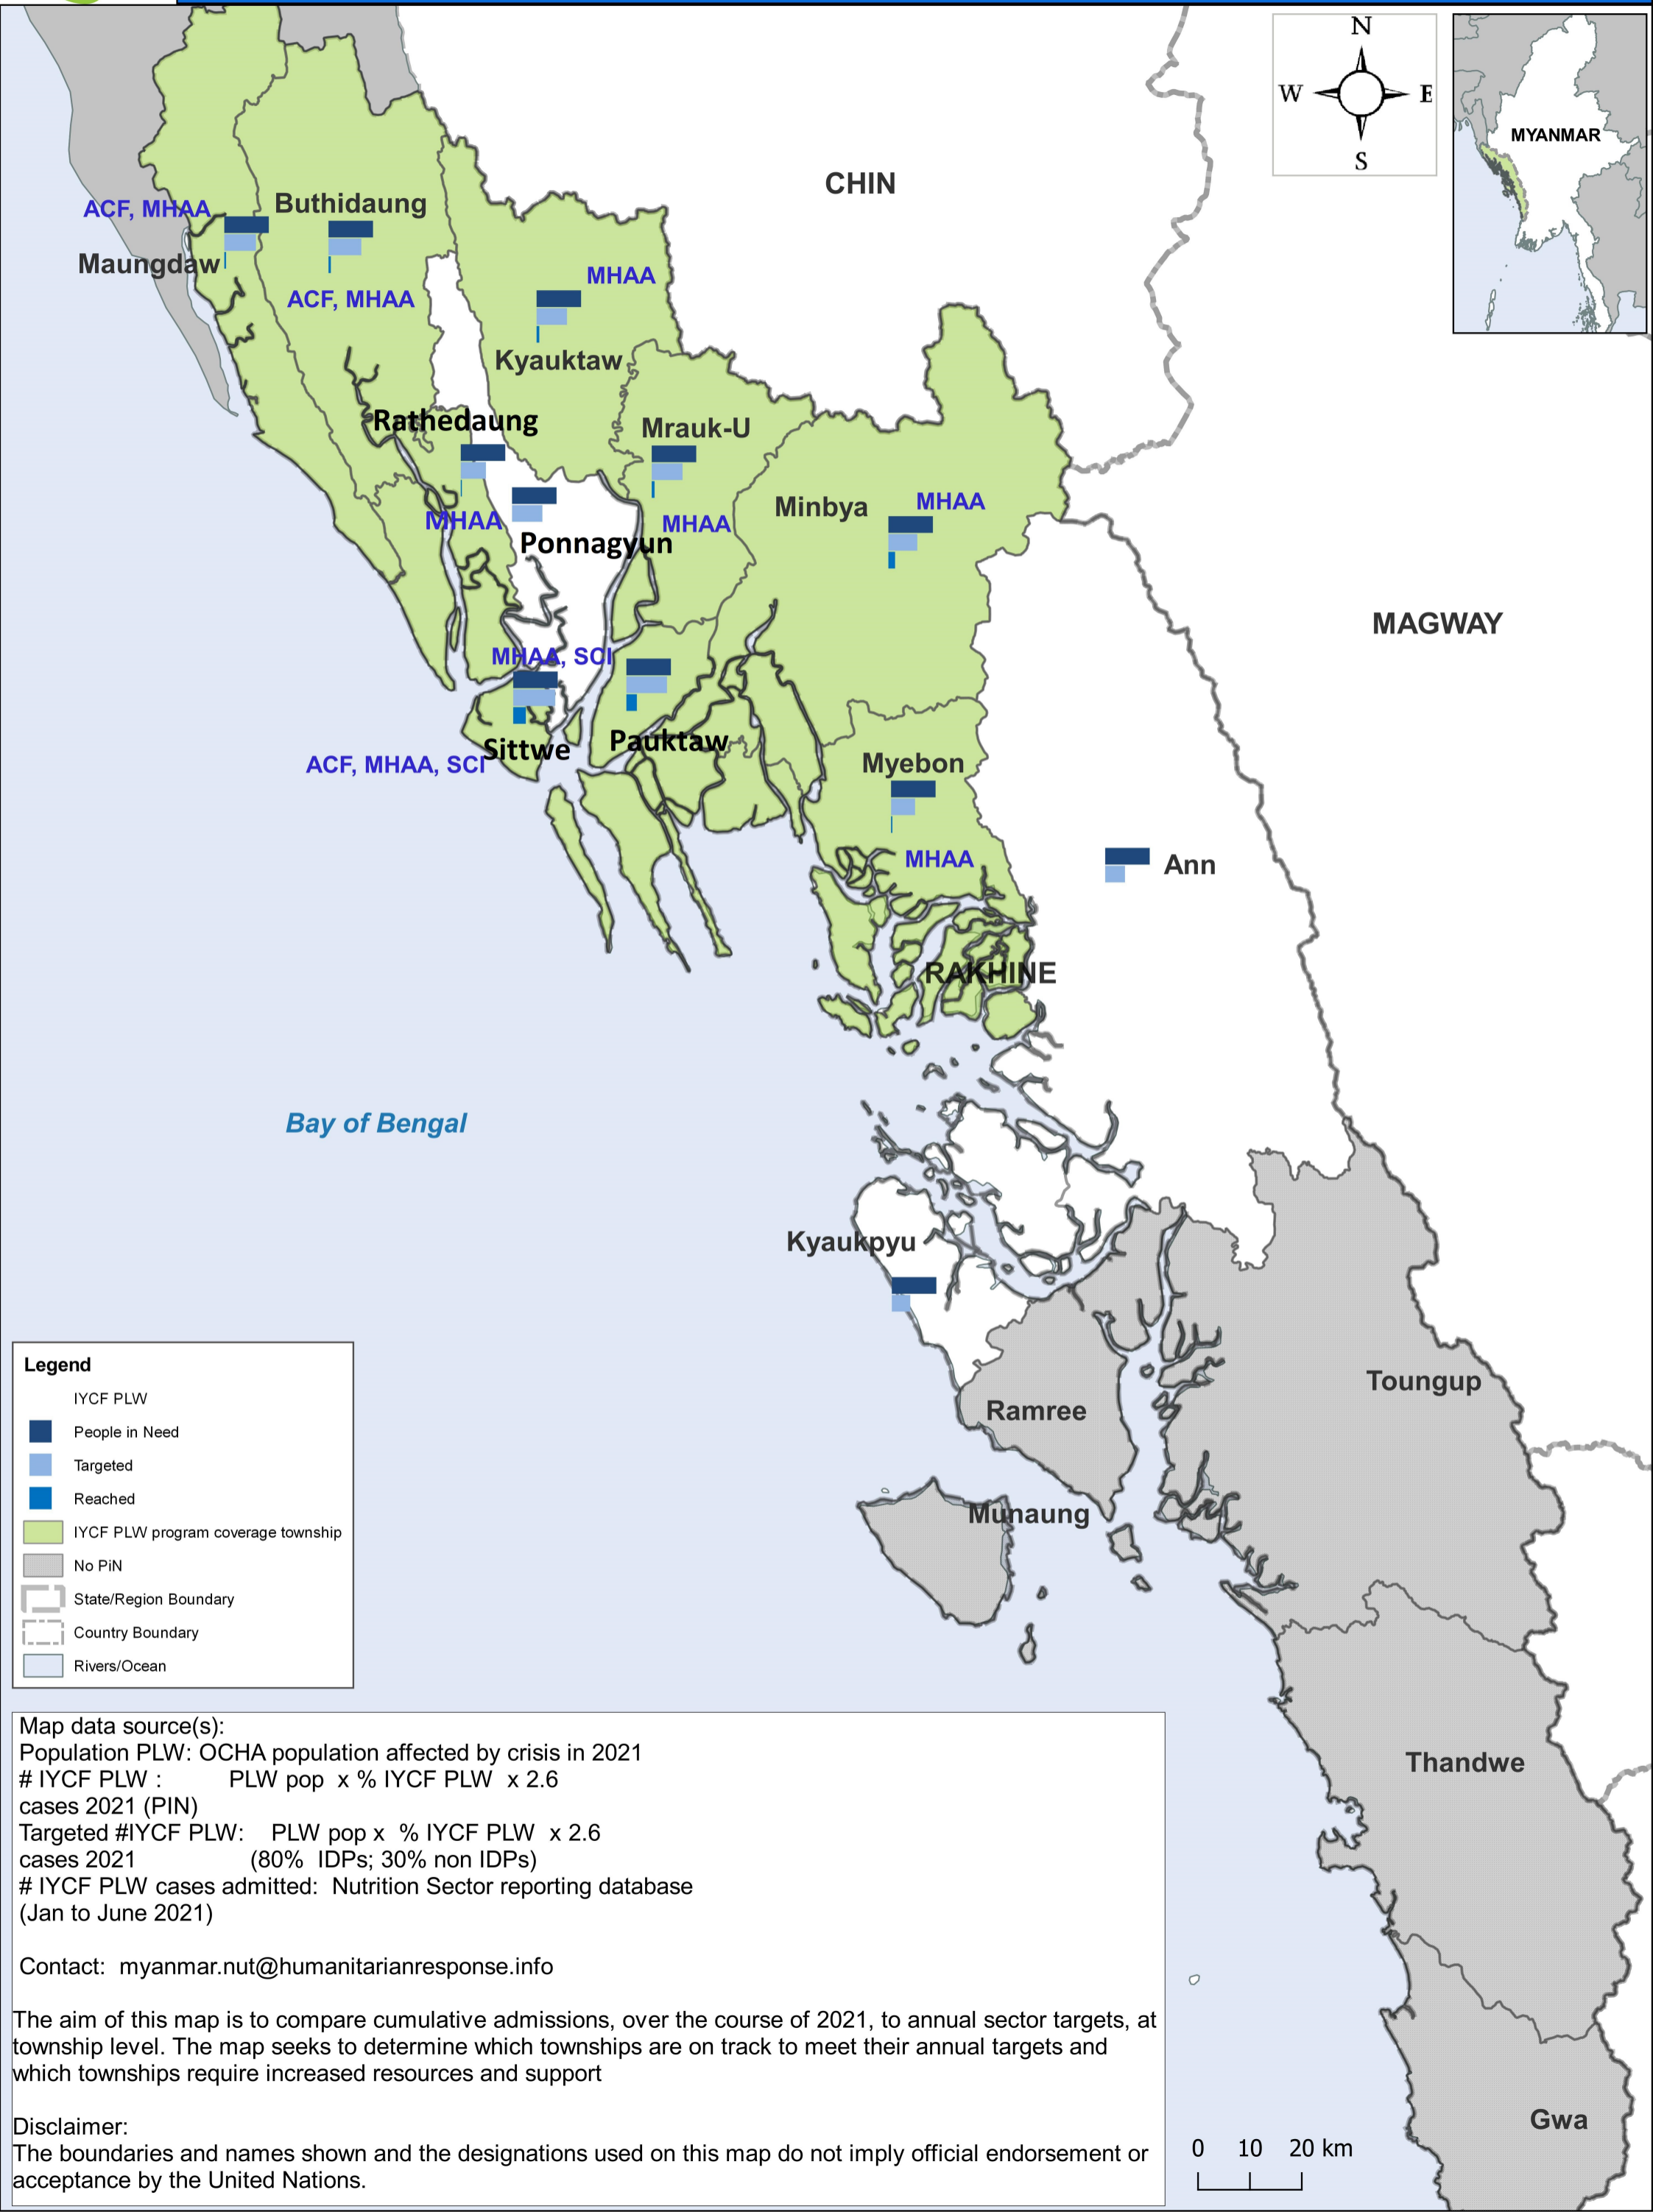 N
W
E
S
MYANMAR
CHIN
ACF, MHAA
Buthidaung
Maungdaw
ACF, MHAA
MHAA
Kyauktaw
Rathedaung
Mrauk-U
MHAA
Ponnagyun
MHAA
Minbya
MHAA
MAGWAY
MHAA, SCI
Sittwe
Pauktaw
ACF, MHAA, SCI
Myebon
MHAA
Ann
RAKHINE
Bay of Bengal
Kyaukpyu
Ramree
Toungup
Munaung
Thandwe
Gwa
Legend
IYCF PLW
People in Need
Targeted
Reached
IYCF PLW program coverage township
No PiN
State/Region Boundary
Country Boundary
Rivers/Ocean
Map data source(s):
Population PLW: OCHA population affected by crisis in 2021
# IYCF PLW : PLW pop x % IYCF PLW x 2.6
cases 2021 (PIN)
Targeted #IYCF PLW: PLW pop x % IYCF PLW x 2.6
cases 2021 (80% IDPs; 30% non IDPs)
# IYCF PLW cases admitted: Nutrition Sector reporting database
(Jan to June 2021)
Contact: myanmar.nut@humanitarianresponse.info
The aim of this map is to compare cumulative admissions, over the course of 2021, to annual sector targets, at
township level. The map seeks to determine which townships are on track to meet their annual targets and
which townships require increased resources and support
Disclaimer:
The boundaries and names shown and the designations used on this map do not imply official endorsement or
acceptance by the United Nations.
0 10 20 km